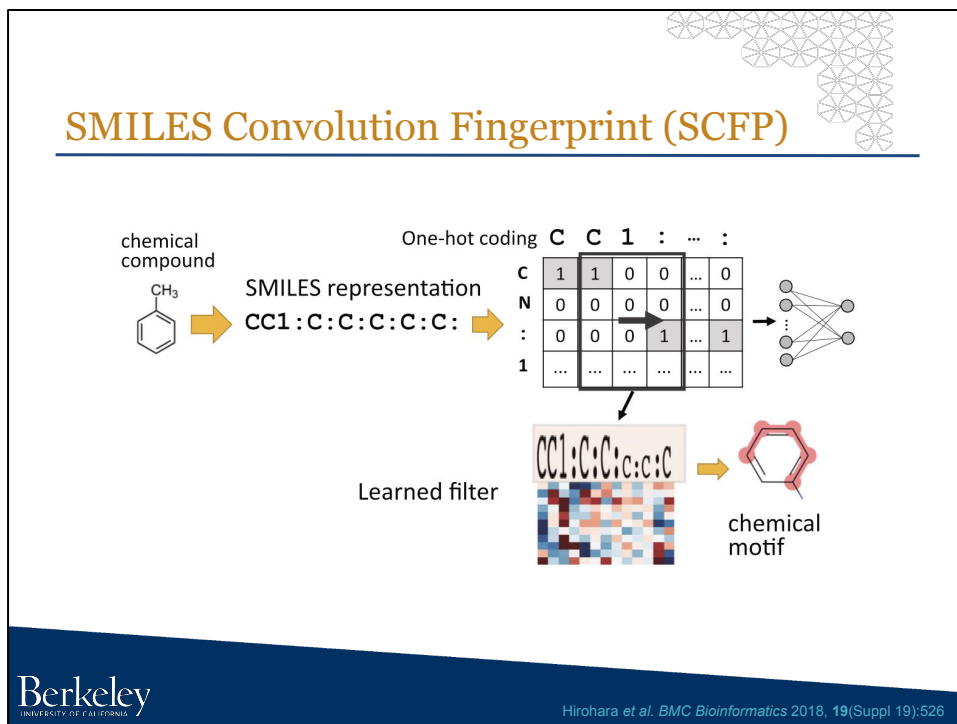 SMILES Convolution Fingerprint (SCFP)
chemical
compound
CH₃
SMILES representation
CC1:C:C:C:C:C:
One-hot coding C C 1 : ... :
C 1 1 0 0 ... 0
N 0 0 0 0 ... 0
: 0 0 0 1 ... 1
1 ... ... ... ... ... ...
CC1:C:C:C:C:C
Learned filter
chemical
motif
Berkeley
UNIVERSITY OF CALIFORNIA
Hirohara et al. BMC Bioinformatics 2018, 19(Suppl 19):526